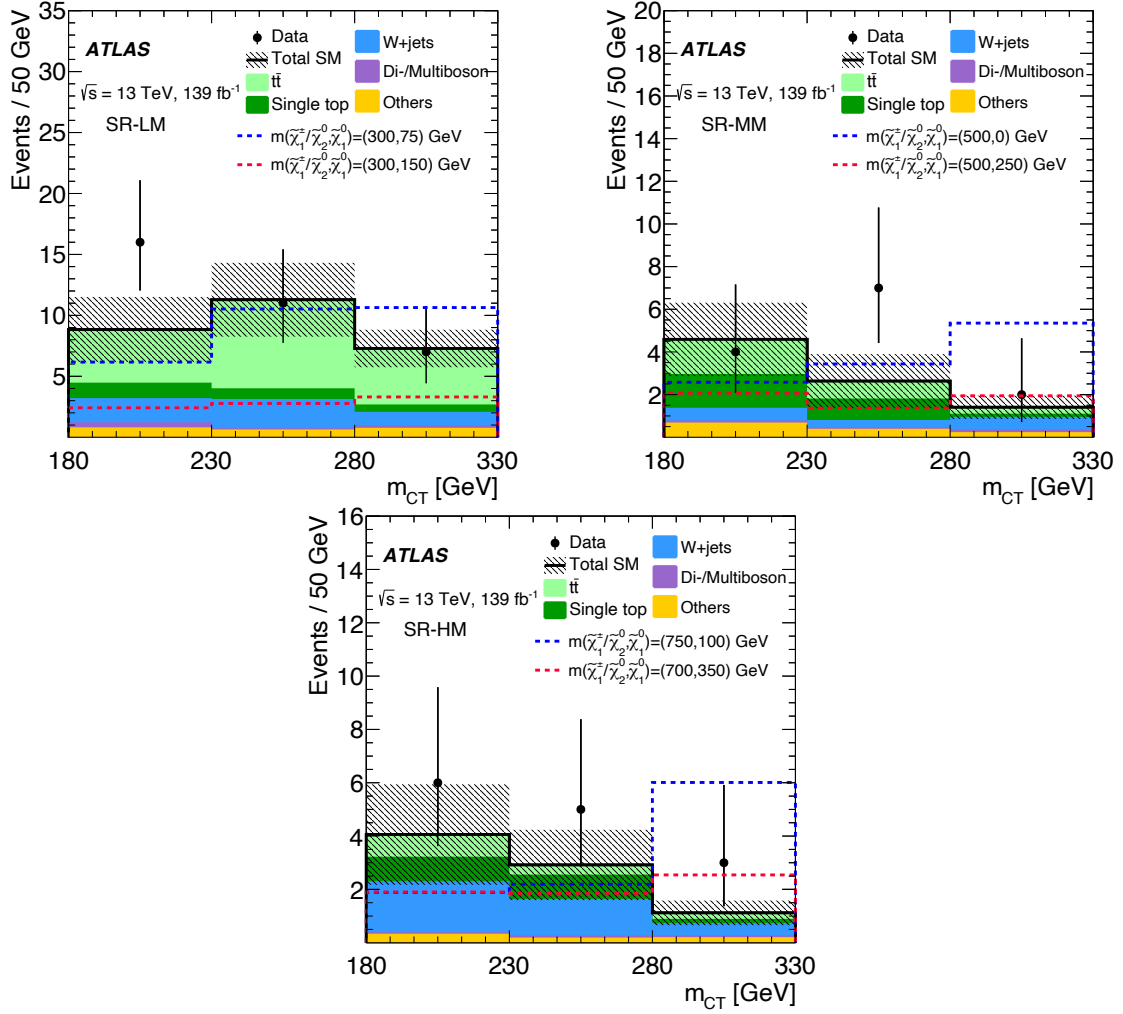 Events / 50 GeV
35
30
25
20
15
10
5
ATLAS
√s = 13 TeV, 139 fb⁻¹
SR-LM
Data
Total SM
tt̄
Single top
W+jets
Di-/Multiboson
Others
m(χ̃₁±/χ̃₂⁰,χ̃₁⁰)=(300,75) GeV
m(χ̃₁±/χ̃₂⁰,χ̃₁⁰)=(300,150) GeV
180 230 280 330
m_CT [GeV]
Events / 50 GeV
20
18
16
14
12
10
8
6
4
2
ATLAS
√s = 13 TeV, 139 fb⁻¹
SR-MM
Data
Total SM
tt̄
Single top
W+jets
Di-/Multiboson
Others
m(χ̃₁±/χ̃₂⁰,χ̃₁⁰)=(500,0) GeV
m(χ̃₁±/χ̃₂⁰,χ̃₁⁰)=(500,250) GeV
180 230 280 330
m_CT [GeV]
Events / 50 GeV
16
14
12
10
8
6
4
2
ATLAS
√s = 13 TeV, 139 fb⁻¹
SR-HM
Data
Total SM
tt̄
Single top
W+jets
Di-/Multiboson
Others
m(χ̃₁±/χ̃₂⁰,χ̃₁⁰)=(750,100) GeV
m(χ̃₁±/χ̃₂⁰,χ̃₁⁰)=(700,350) GeV
180 230 280 330
m_CT [GeV]